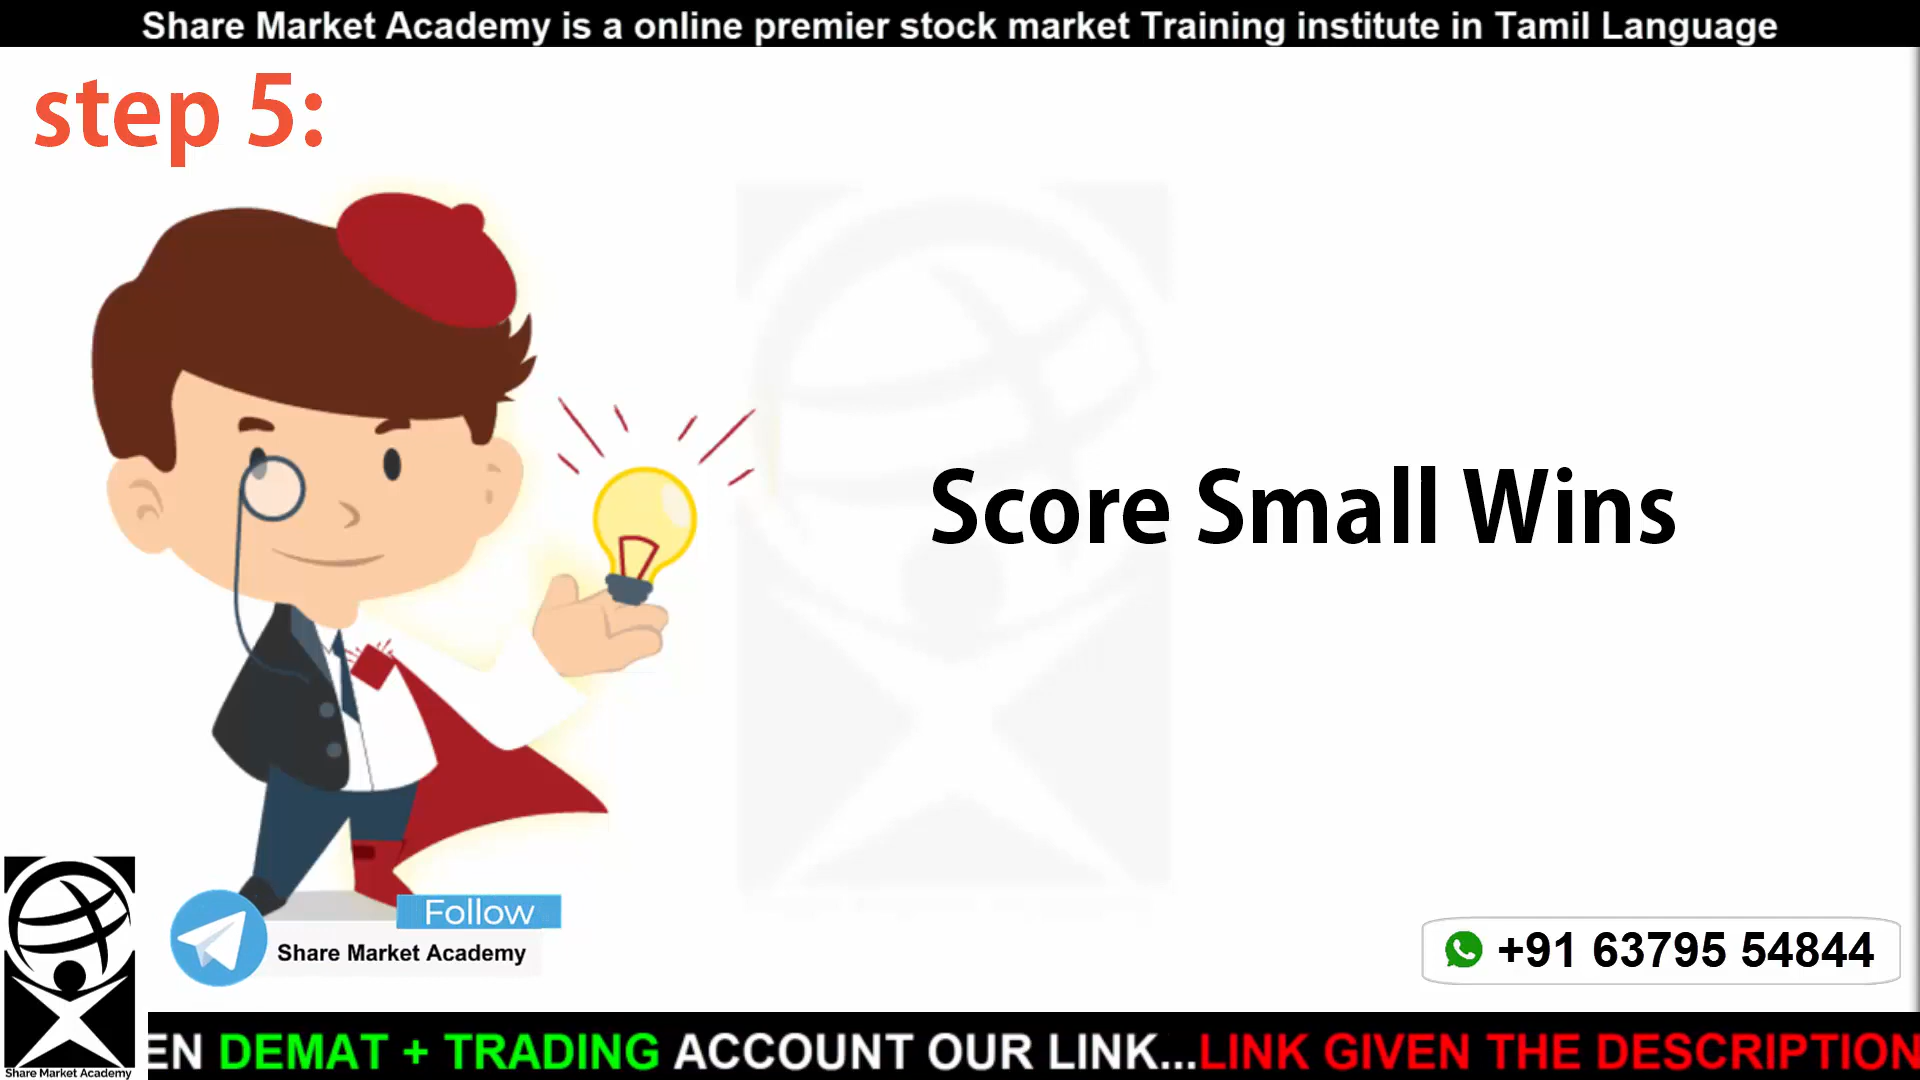 Share Market Academy is a online premier stock market Training institute in Tamil Language
step 5:
Score Small Wins
Follow
Share Market Academy
+91 63795 54844
Share Market Academy
EN DEMAT + TRADING ACCOUNT OUR LINK...LINK GIVEN THE DESCRIPTION